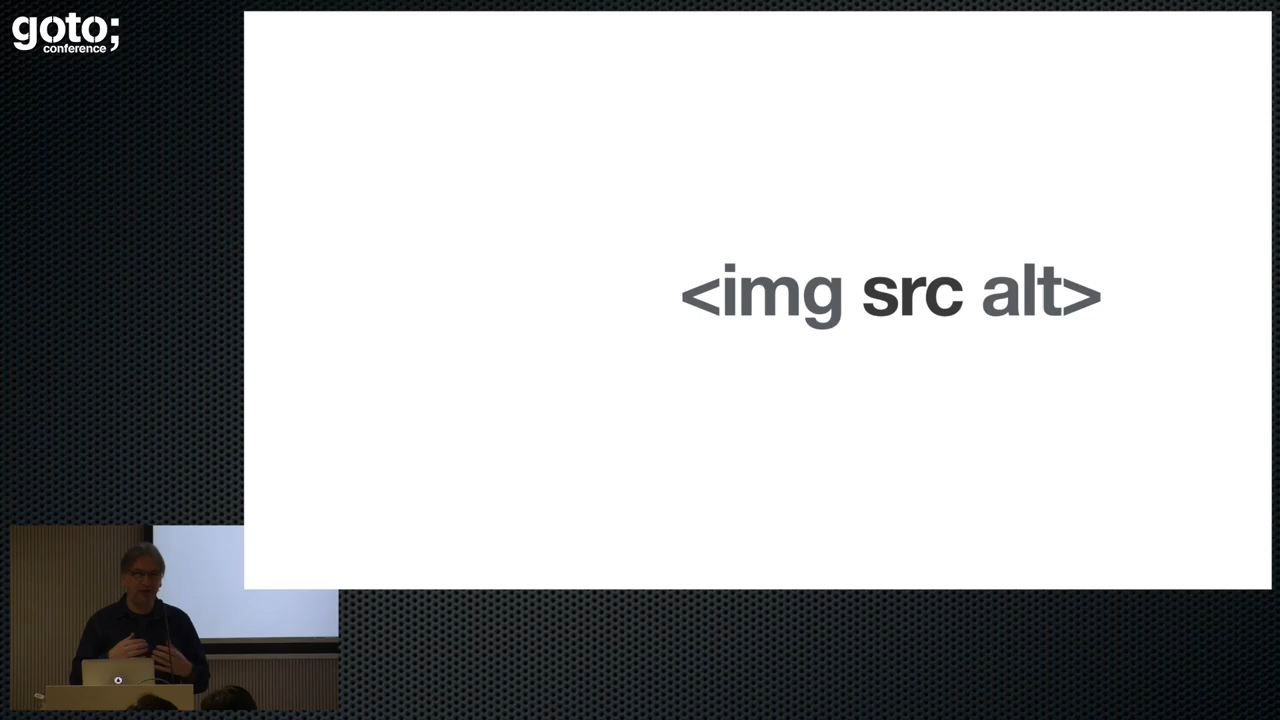 goto;
conference
<img src alt>